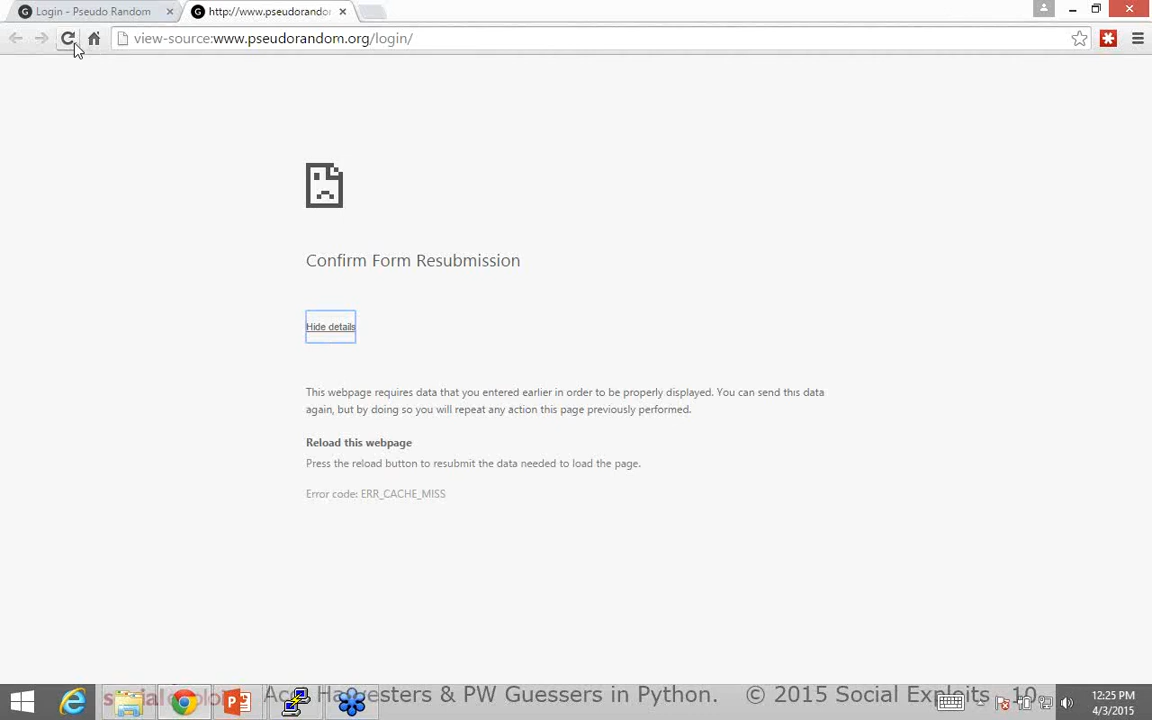 Login - Pseudo Random
http://www.pseudorandor
view-source:www.pseudorandom.org/login/
Confirm Form Resubmission
Hide details
This webpage requires data that you entered earlier in order to be properly displayed. You can send this data
again, but by doing so you will repeat any action this page previously performed.
Reload this webpage
Press the reload button to resubmit the data needed to load the page.
Error code: ERR_CACHE_MISS
Harvesters & PW Guessers in Python. © 2015 Social Exploits 10
12:25 PM
4/3/2015